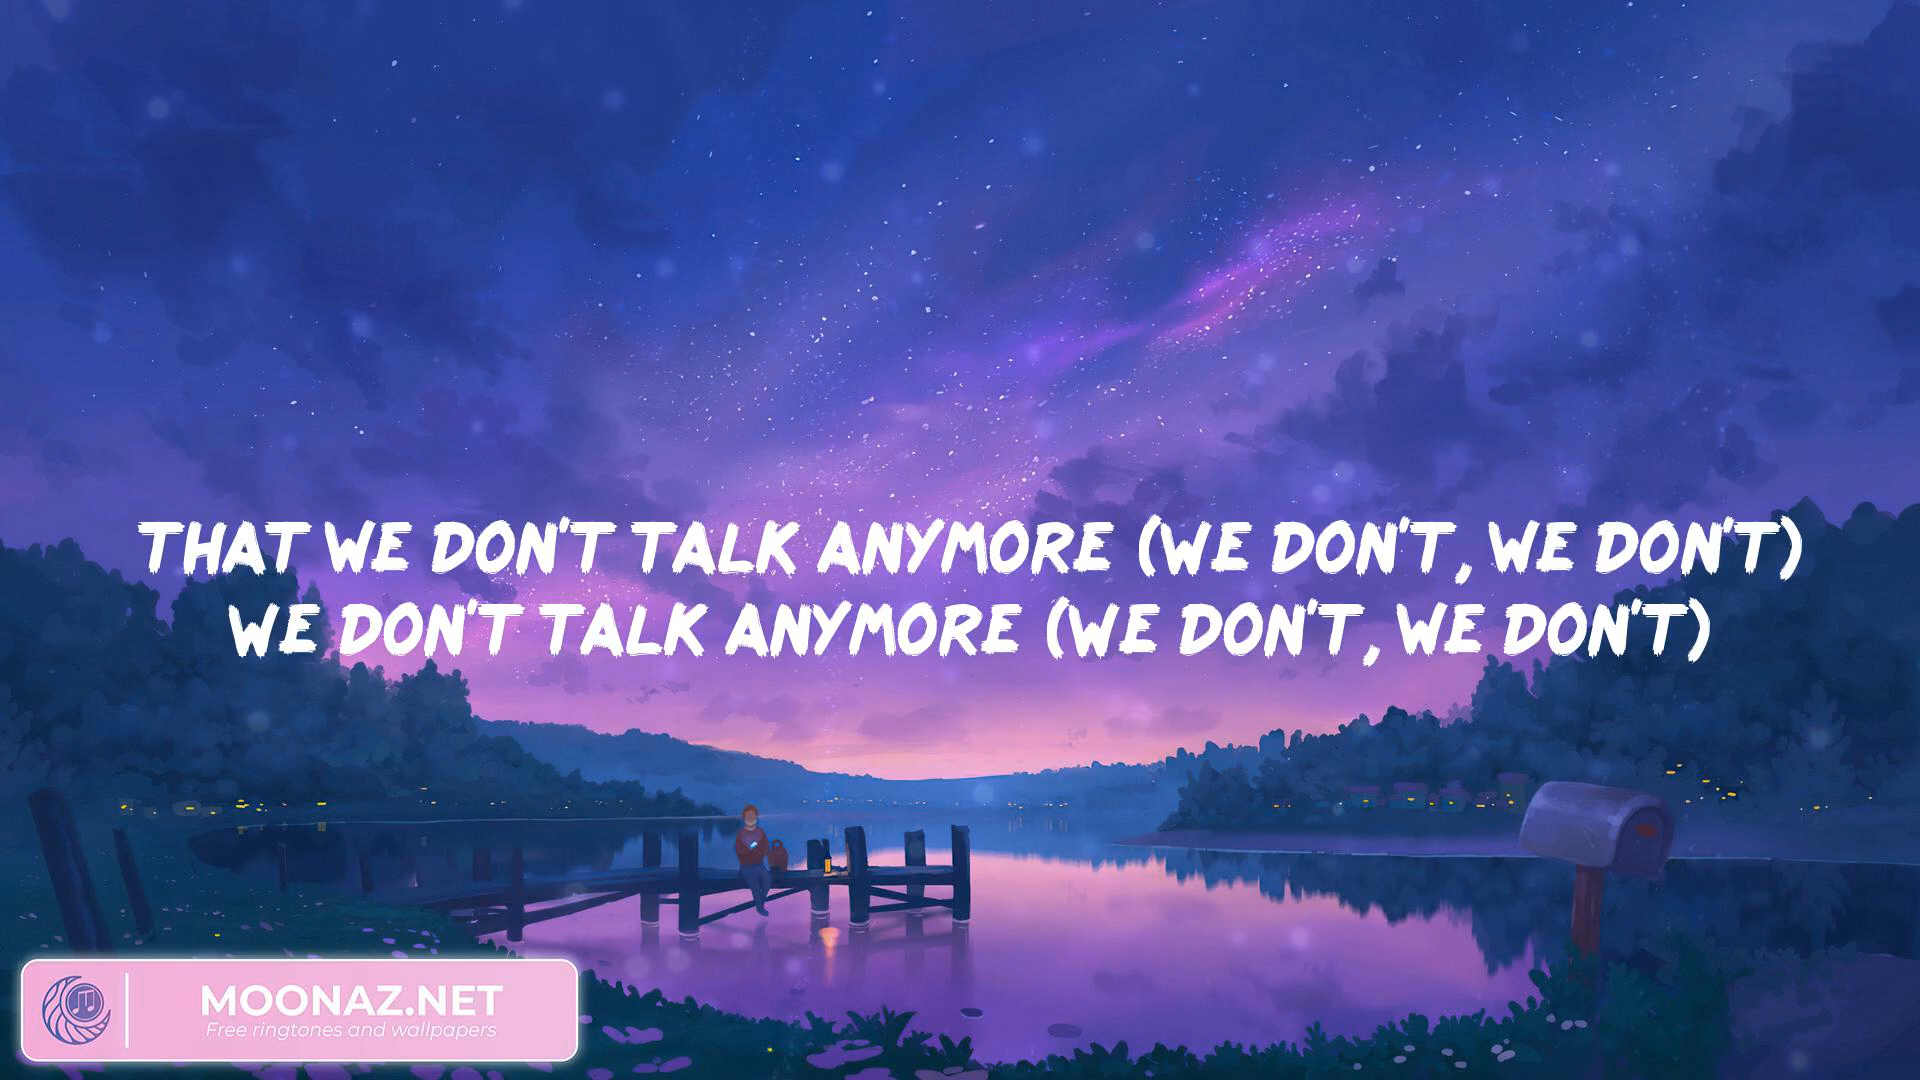 THAT WE DON'T TALK ANYMORE (WE DON'T, WE DON'T)
WE DON'T TALK ANYMORE (WE DON'T, WE DON'T)
MOONAZ.NET
Free ringtones and wallpapers